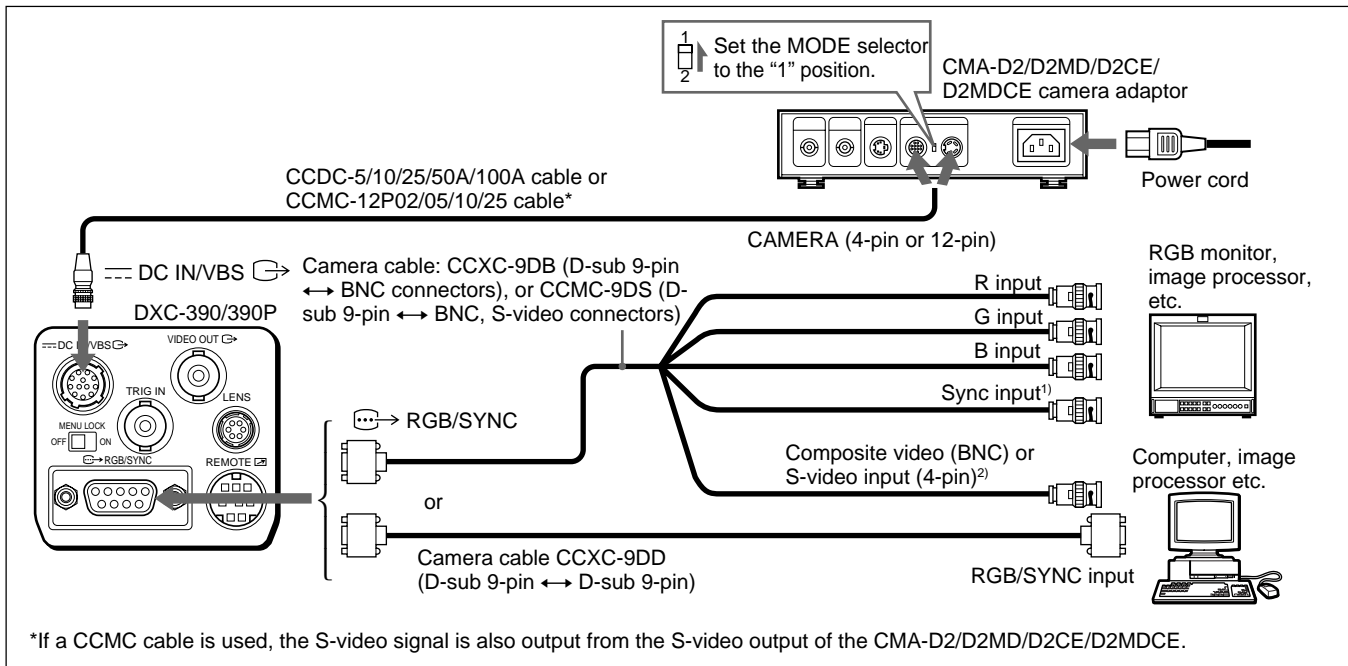 1
2
Set the MODE selector
to the “1” position.
CMA-D2/D2MD/D2CE/
D2MDCE camera adaptor
Power cord
CCDC-5/10/25/50A/100A cable or
CCMC-12P02/05/10/25 cable*
CAMERA (4-pin or 12-pin)
DC IN/VBS
Camera cable: CCXC-9DB (D-sub 9-pin
↔ BNC connectors), or CCMC-9DS (D-
sub 9-pin ↔ BNC, S-video connectors)
DXC-390/390P
DC IN/VBS
VIDEO OUT
TRIG IN
LENS
MENU LOCK
OFF ON
RGB/SYNC
REMOTE
RGB/SYNC
or
Camera cable CCXC-9DD
(D-sub 9-pin ↔ D-sub 9-pin)
R input
G input
B input
Sync input1)
Composite video (BNC) or
S-video input (4-pin)2)
RGB/SYNC input
RGB monitor,
image processor,
etc.
Computer, image
processor etc.
*If a CCMC cable is used, the S-video signal is also output from the S-video output of the CMA-D2/D2MD/D2CE/D2MDCE.